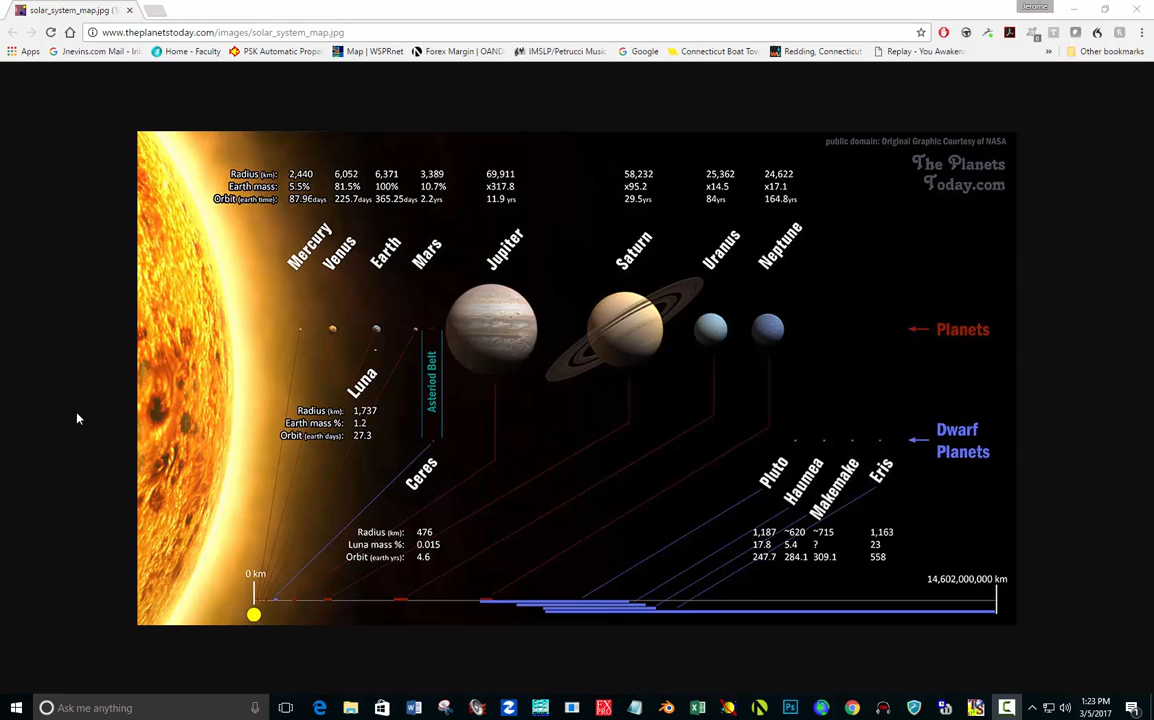 solar_system_map.jpg (1
Jerome
www.theplanetstoday.com/images/solar_system_map.jpg
Apps Jnevins.com Mail - Inb Home - Faculty PSK Automatic Propa Map | WSPRnet Forex Margin | OAND IMSLP/Petrucci Music Google Connecticut Boat Tow Redding, Connecticut Replay - You Awaken » Other bookmarks
public domain: Original Graphic Courtesy of NASA
The Planets
Today.com
Radius (km): 2,440 6,052 6,371 3,389 69,911 58,232 25,362 24,622
Earth mass: 5.5% 81.5% 100% 10.7% x317.8 x95.2 x14.5 x17.1
Orbit (earth time): 87.96days 225.7days 365.25days 2.2yrs 11.9 yrs 29.5yrs 84yrs 164.8yrs
Mercury Venus Earth Mars Jupiter Saturn Uranus Neptune
Planets
Asteriod Belt
Luna
Radius (km): 1,737
Earth mass %: 1.2
Orbit (earth days): 27.3
Dwarf
Planets
Ceres Pluto Haumea Makemake Eris
Radius (km): 476 1,187 ~620 ~715 1,163
Luna mass %: 0.015 17.8 5.4 ? 23
Orbit (earth yrs): 4.6 247.7 284.1 309.1 558
0 km 14,602,000,000 km
Ask me anything
1:23 PM
3/5/2017